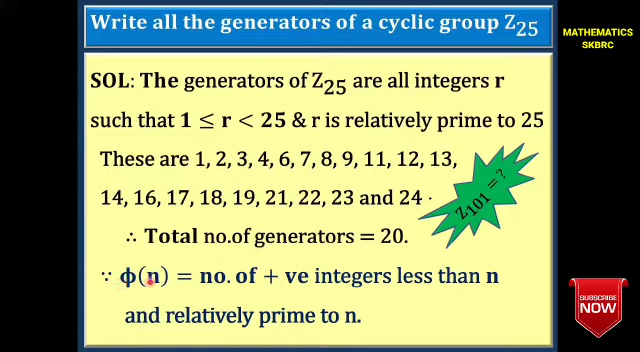 Write all the generators of a cyclic group Z₂₅
MATHEMATICS
SKBRC
SOL: The generators of Z₂₅ are all integers r
such that 1 ≤ r < 25 & r is relatively prime to 25
These are 1, 2, 3, 4, 6, 7, 8, 9, 11, 12, 13,
14, 16, 17, 18, 19, 21, 22, 23 and 24 ·
Z₁₀₁ = ?
∴ Total no.of generators = 20.
∵ ϕ(n) = no. of + ve integers less than n
and relatively prime to n.
SUBSCRIBE
NOW